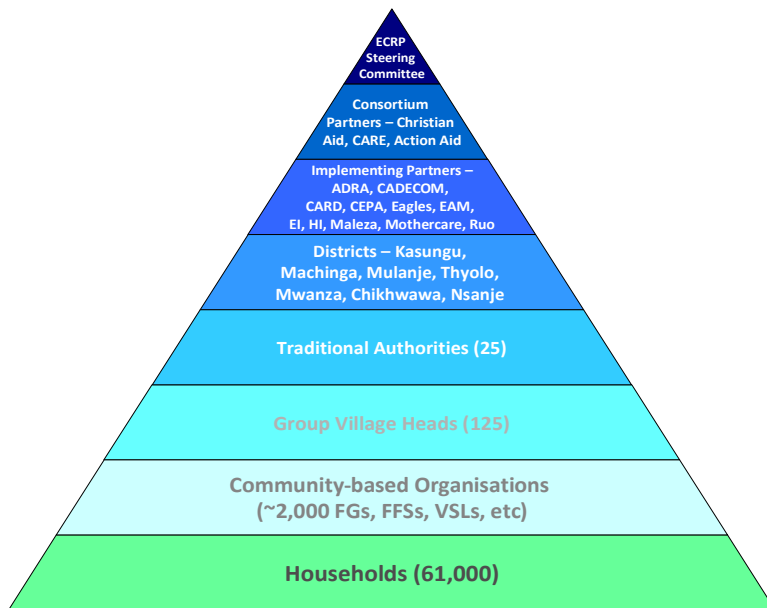 ECRP
Steering
Committee
Consortium
Partners – Christian
Aid, CARE, Action Aid
Implementing Partners –
ADRA, CADECOM,
CARD, CEPA, Eagles, EAM,
EI, HI, Maleza, Mothercare, Ruo
Districts – Kasungu,
Machinga, Mulanje, Thyolo,
Mwanza, Chikhwawa, Nsanje
Traditional Authorities (25)
Group Village Heads (125)
Community-based Organisations
(~2,000 FGs, FFSs, VSLs, etc)
Households (61,000)